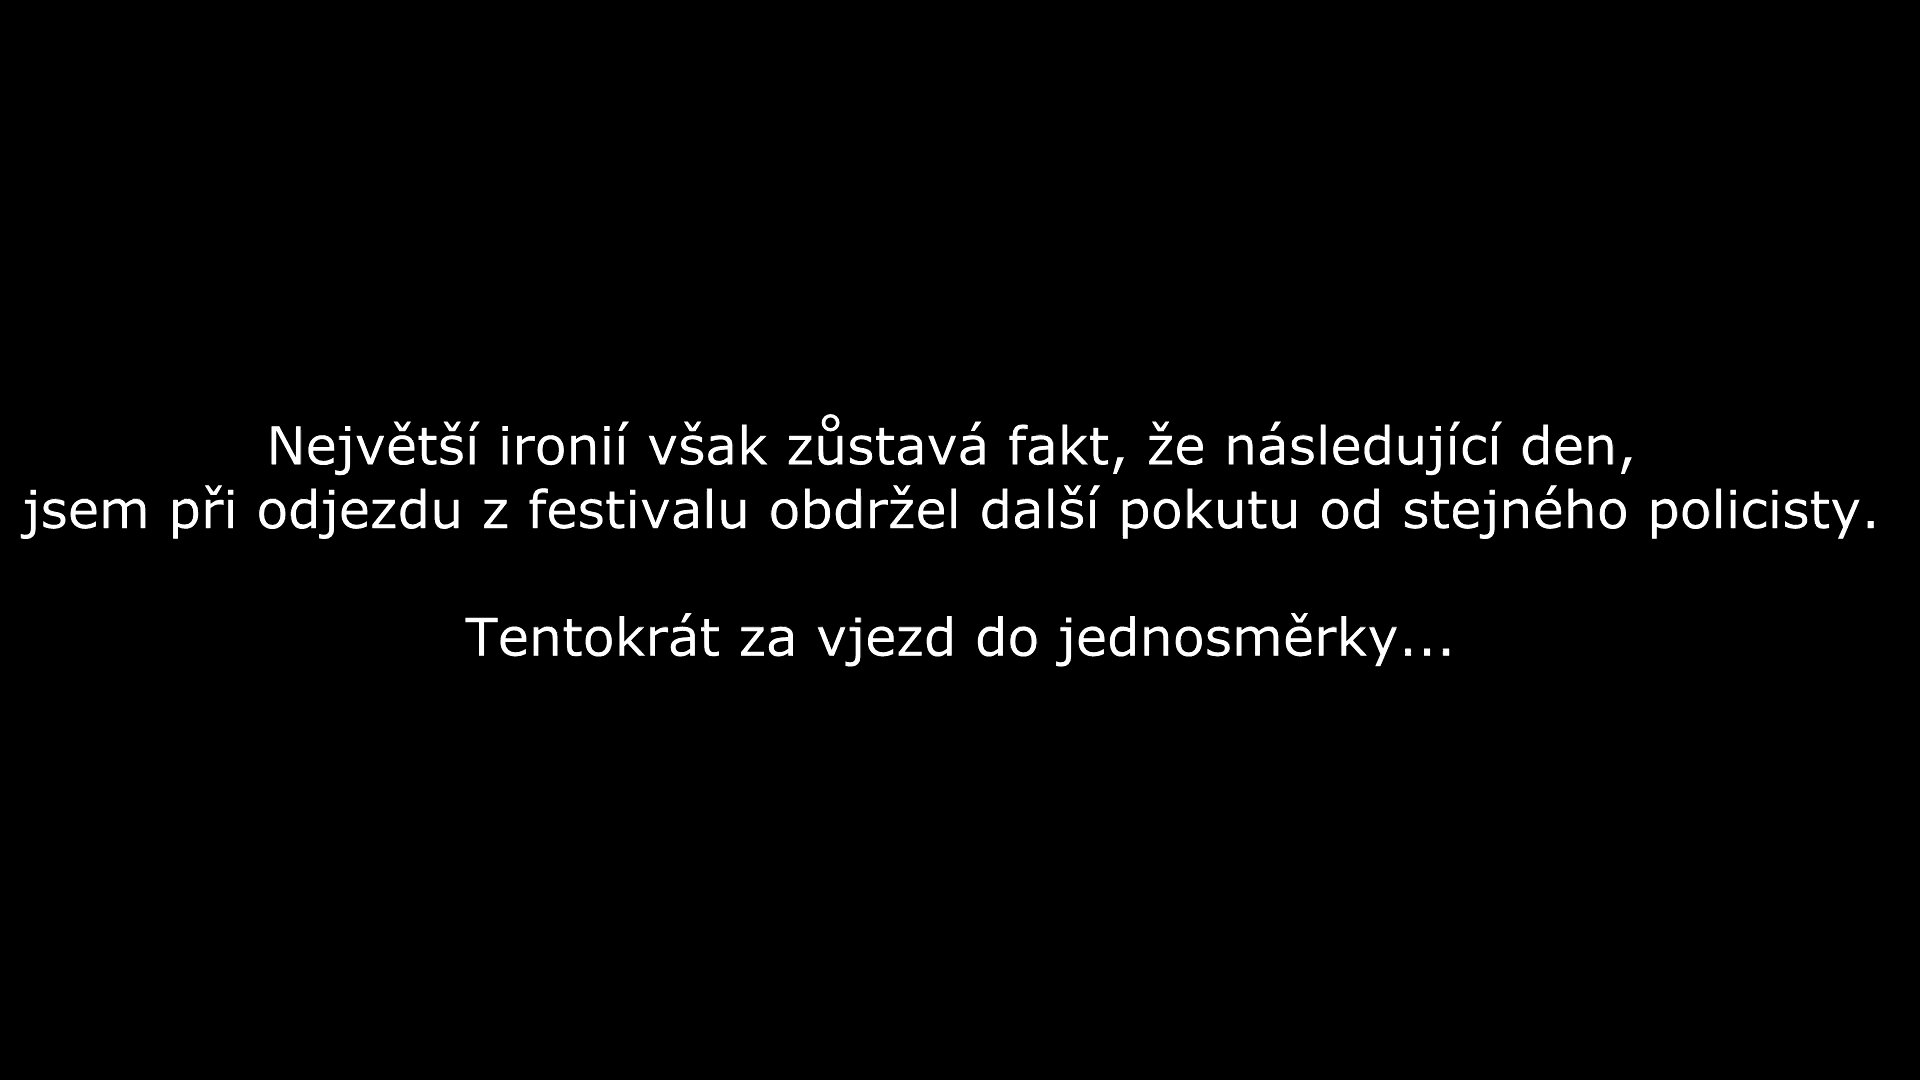 Největší ironií však zůstavá fakt, že následující den,
jsem při odjezdu z festivalu obdržel další pokutu od stejného policisty.
Tentokrát za vjezd do jednosměrky...